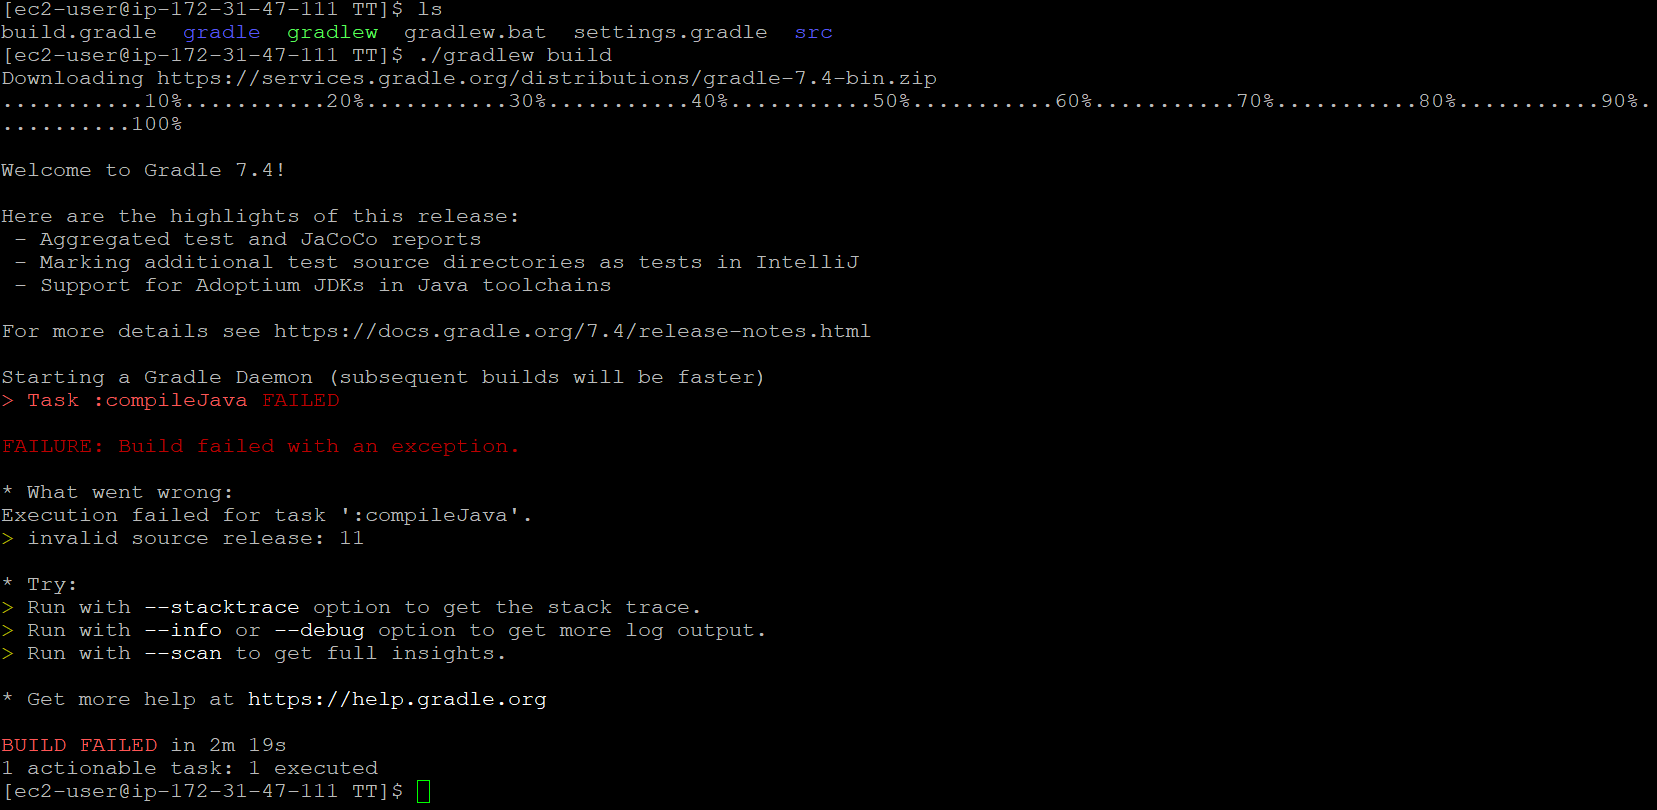 [ec2-user@ip-172-31-47-111 TT]$ ls
build.gradle  gradle  gradlew  gradlew.bat  settings.gradle  src
[ec2-user@ip-172-31-47-111 TT]$ ./gradlew build
Downloading https://services.gradle.org/distributions/gradle-7.4-bin.zip
...........10%...........20%...........30%...........40%...........50%...........60%...........70%...........80%...........90%.
..........100%
Welcome to Gradle 7.4!
Here are the highlights of this release:
 - Aggregated test and JaCoCo reports
 - Marking additional test source directories as tests in IntelliJ
 - Support for Adoptium JDKs in Java toolchains
For more details see https://docs.gradle.org/7.4/release-notes.html
Starting a Gradle Daemon (subsequent builds will be faster)
> Task :compileJava FAILED
FAILURE: Build failed with an exception.
* What went wrong:
Execution failed for task ':compileJava'.
> invalid source release: 11
* Try:
> Run with --stacktrace option to get the stack trace.
> Run with --info or --debug option to get more log output.
> Run with --scan to get full insights.
* Get more help at https://help.gradle.org
BUILD FAILED in 2m 19s
1 actionable task: 1 executed
[ec2-user@ip-172-31-47-111 TT]$